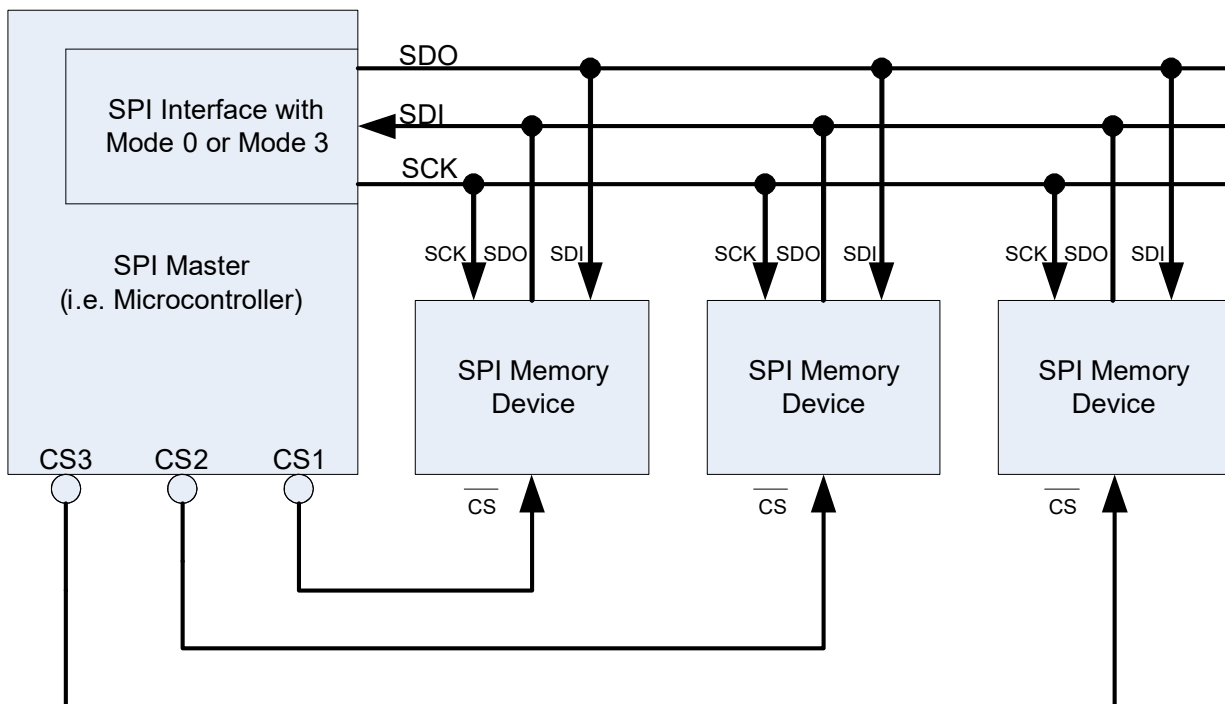 SDO
SPI Interface with
Mode 0 or Mode 3
SDI
SCK
SPI Master
(i.e. Microcontroller)
SCK SDO SDI
SCK SDO SDI
SCK SDO SDI
SPI Memory
Device
SPI Memory
Device
SPI Memory
Device
CS3 CS2 CS1
CS
CS
CS